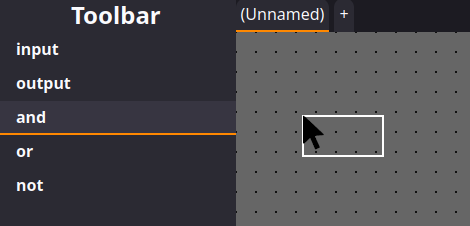 Toolbar
input
output
and
or
not
(Unnamed)
+